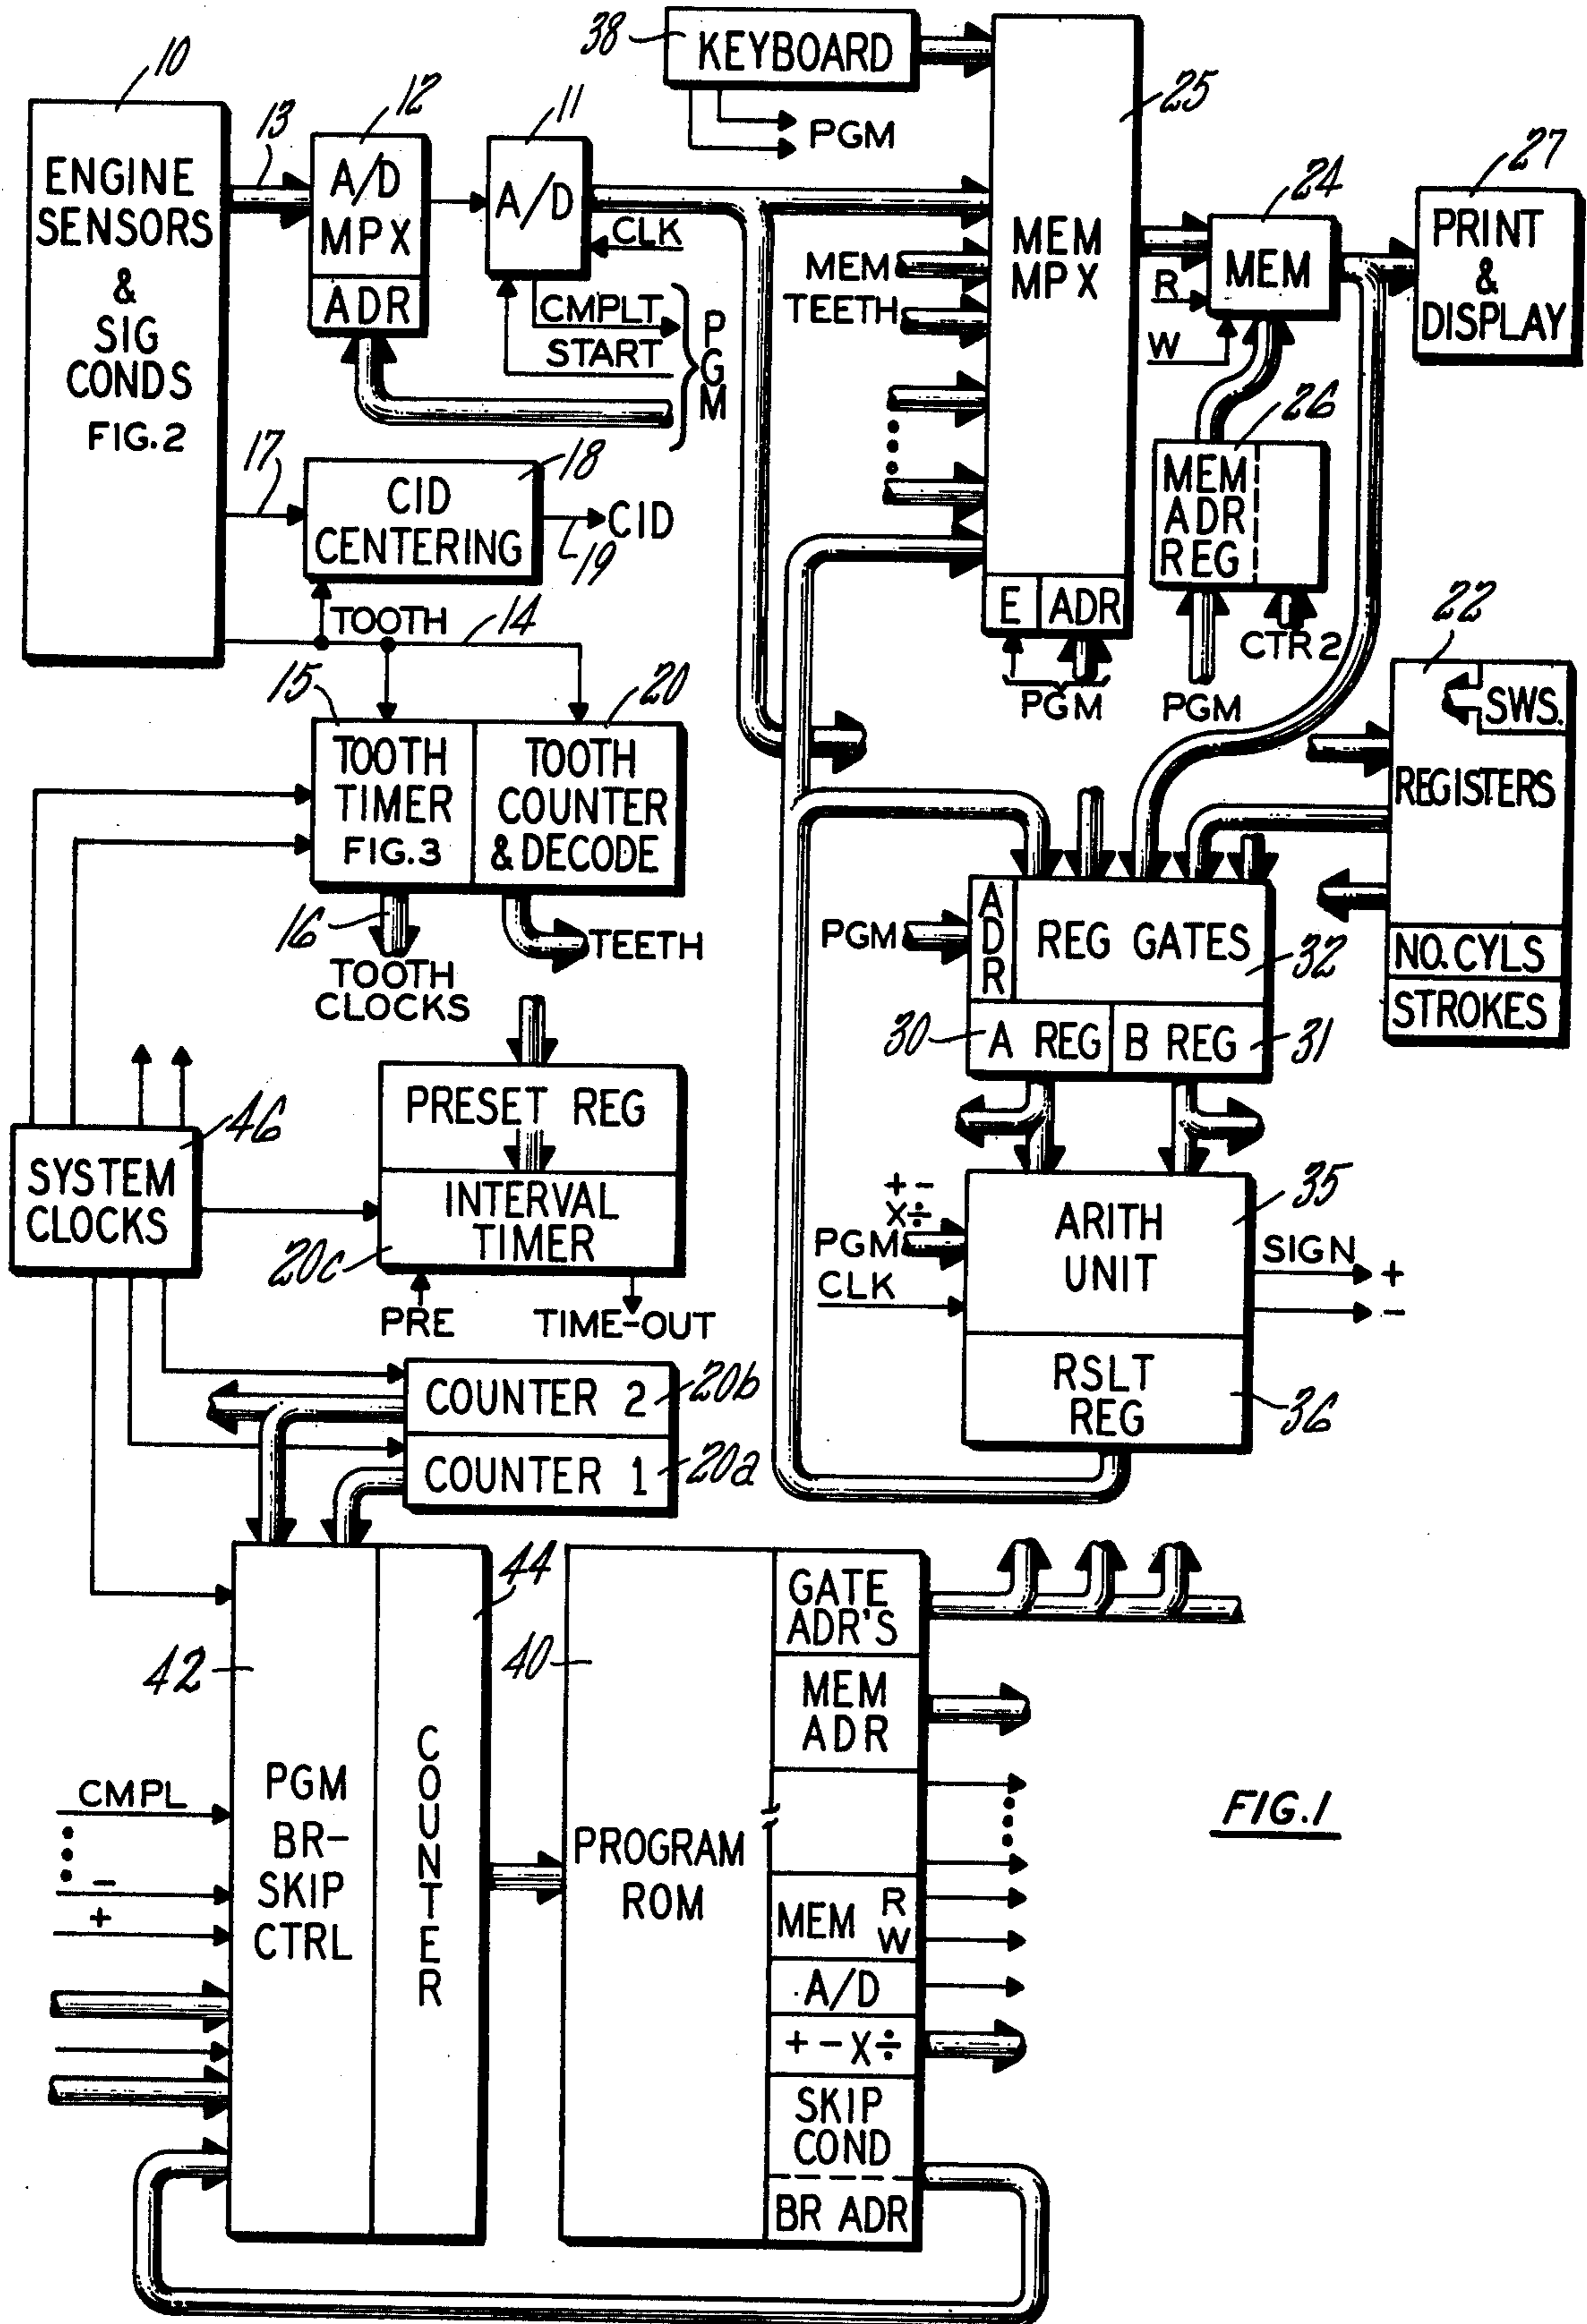 10
ENGINE
SENSORS
&
SIG
CONDS
FIG. 2
13
12
A/D
MPX
ADR
11
A/D
CLK
CMPLT
START
PGM
38
KEYBOARD
PGM
25
MEM
MPX
MEM
TEETH
E
ADR
PGM
24
MEM
R
W
27
PRINT
&
DISPLAY
26
MEM
ADR
REG
CTR 2
PGM
17
18
CID
CENTERING
CID
19
TOOTH
14
15
20
TOOTH
TIMER
FIG. 3
TOOTH
COUNTER
& DECODE
16
TOOTH
CLOCKS
TEETH
22
SWS.
REGISTERS
NO. CYLS
STROKES
PGM
ADR
REG GATES
32
30
A REG
B REG
31
46
SYSTEM
CLOCKS
PRESET REG
INTERVAL
TIMER
20c
PRE
TIME-OUT
+ -
X ÷
PGM
CLK
35
ARITH
UNIT
SIGN
+
-
RSLT
REG
36
COUNTER 2
20b
COUNTER 1
20a
42
44
CMPL
-
+
PGM
BR-
SKIP
CTRL
COUNTER
40
PROGRAM
ROM
GATE
ADR'S
MEM
ADR
MEM
R
W
A/D
+ - X ÷
SKIP
COND
BR ADR
FIG. 1